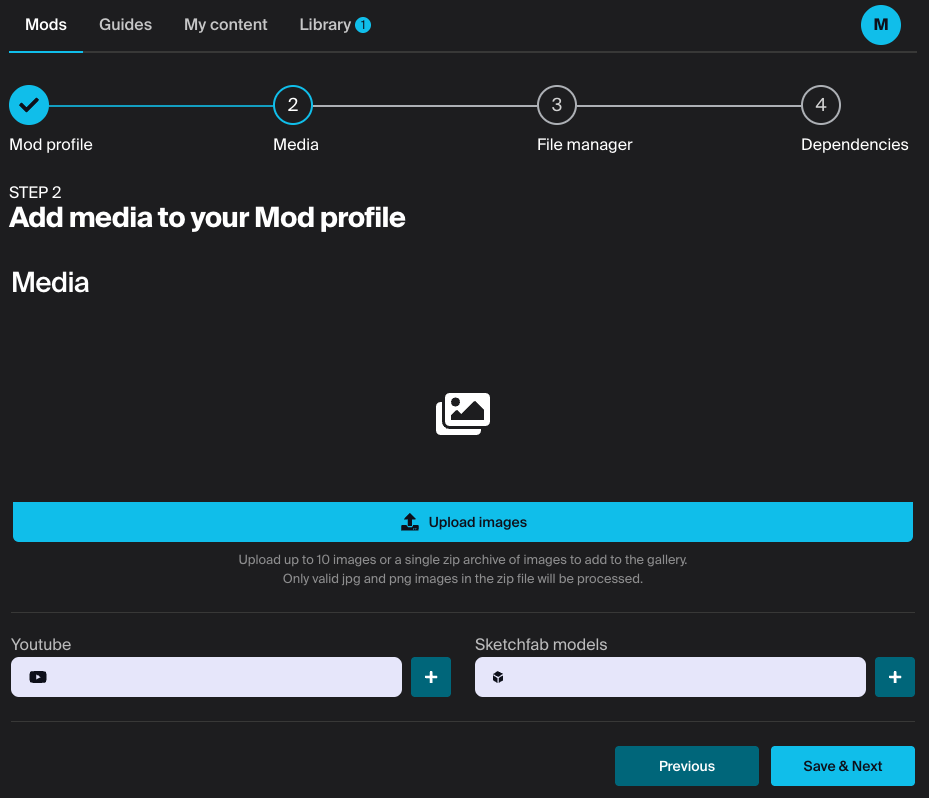 Mods Guides My content Library 1 M
2 3 4
Mod profile Media File manager Dependencies
STEP 2
Add media to your Mod profile
Media
Upload images
Upload up to 10 images or a single zip archive of images to add to the gallery.
Only valid jpg and png images in the zip file will be processed.
Youtube Sketchfab models
+ +
Previous Save & Next